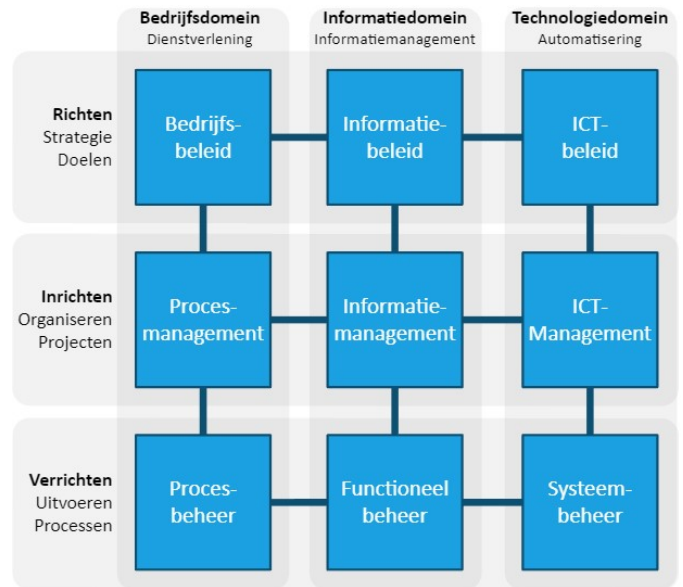 Bedrijfsdomein
Dienstverlening
Informatiedomein
Informatiemanagement
Technologiedomein
Automatisering
Richten
Strategie
Doelen
Bedrijfs-
beleid
Informatie-
beleid
ICT-
beleid
Inrichten
Organiseren
Projecten
Proces-
management
Informatie-
management
ICT-
Management
Verrichten
Uitvoeren
Processen
Proces-
beheer
Functioneel
beheer
Systeem-
beheer